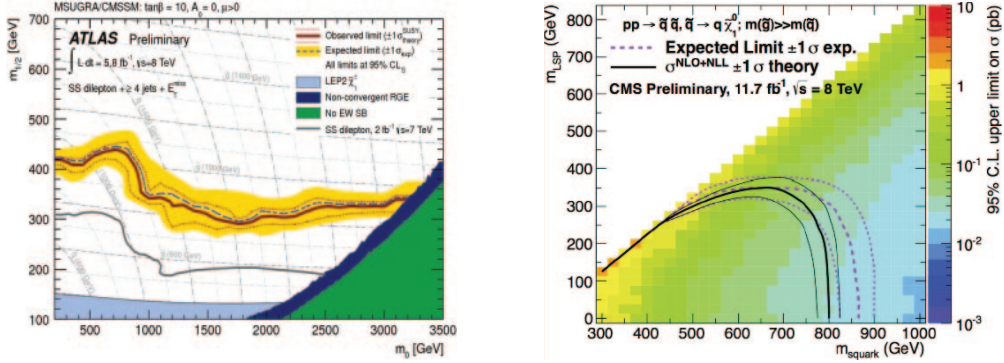 MSUGRA/CMSSM: tanβ = 10, A₀ = 0, μ>0
m₁/₂ [GeV]
800
700
600
500
400
300
200
100
ATLAS Preliminary
∫ L dt = 5,8 fb⁻¹, √s=8 TeV
SS dilepton + ≥ 4 jets + E_T^miss
Observed limit (±1σ^SUSY_theory)
Expected limit (±1σ_exp)
All limits at 95% CL_S
LEP2 χ̃₁±
Non-convergent RGE
No EW SB
SS dilepton, 2 fb⁻¹ √s=7 TeV
500 1000 1500 2000 2500 3000 3500
m₀ [GeV]
pp → q̃ q̃, q̃ → q χ̃₁⁰; m(g̃)>>m(q̃)
Expected Limit ±1 σ exp.
σ^NLO+NLL ±1 σ theory
CMS Preliminary, 11.7 fb⁻¹, √s = 8 TeV
m_LSP (GeV)
800
700
600
500
400
300
200
100
0
300 400 500 600 700 800 900 1000
m_squark (GeV)
10
1
10⁻¹
10⁻²
10⁻³
95% C.L. upper limit on σ (pb)